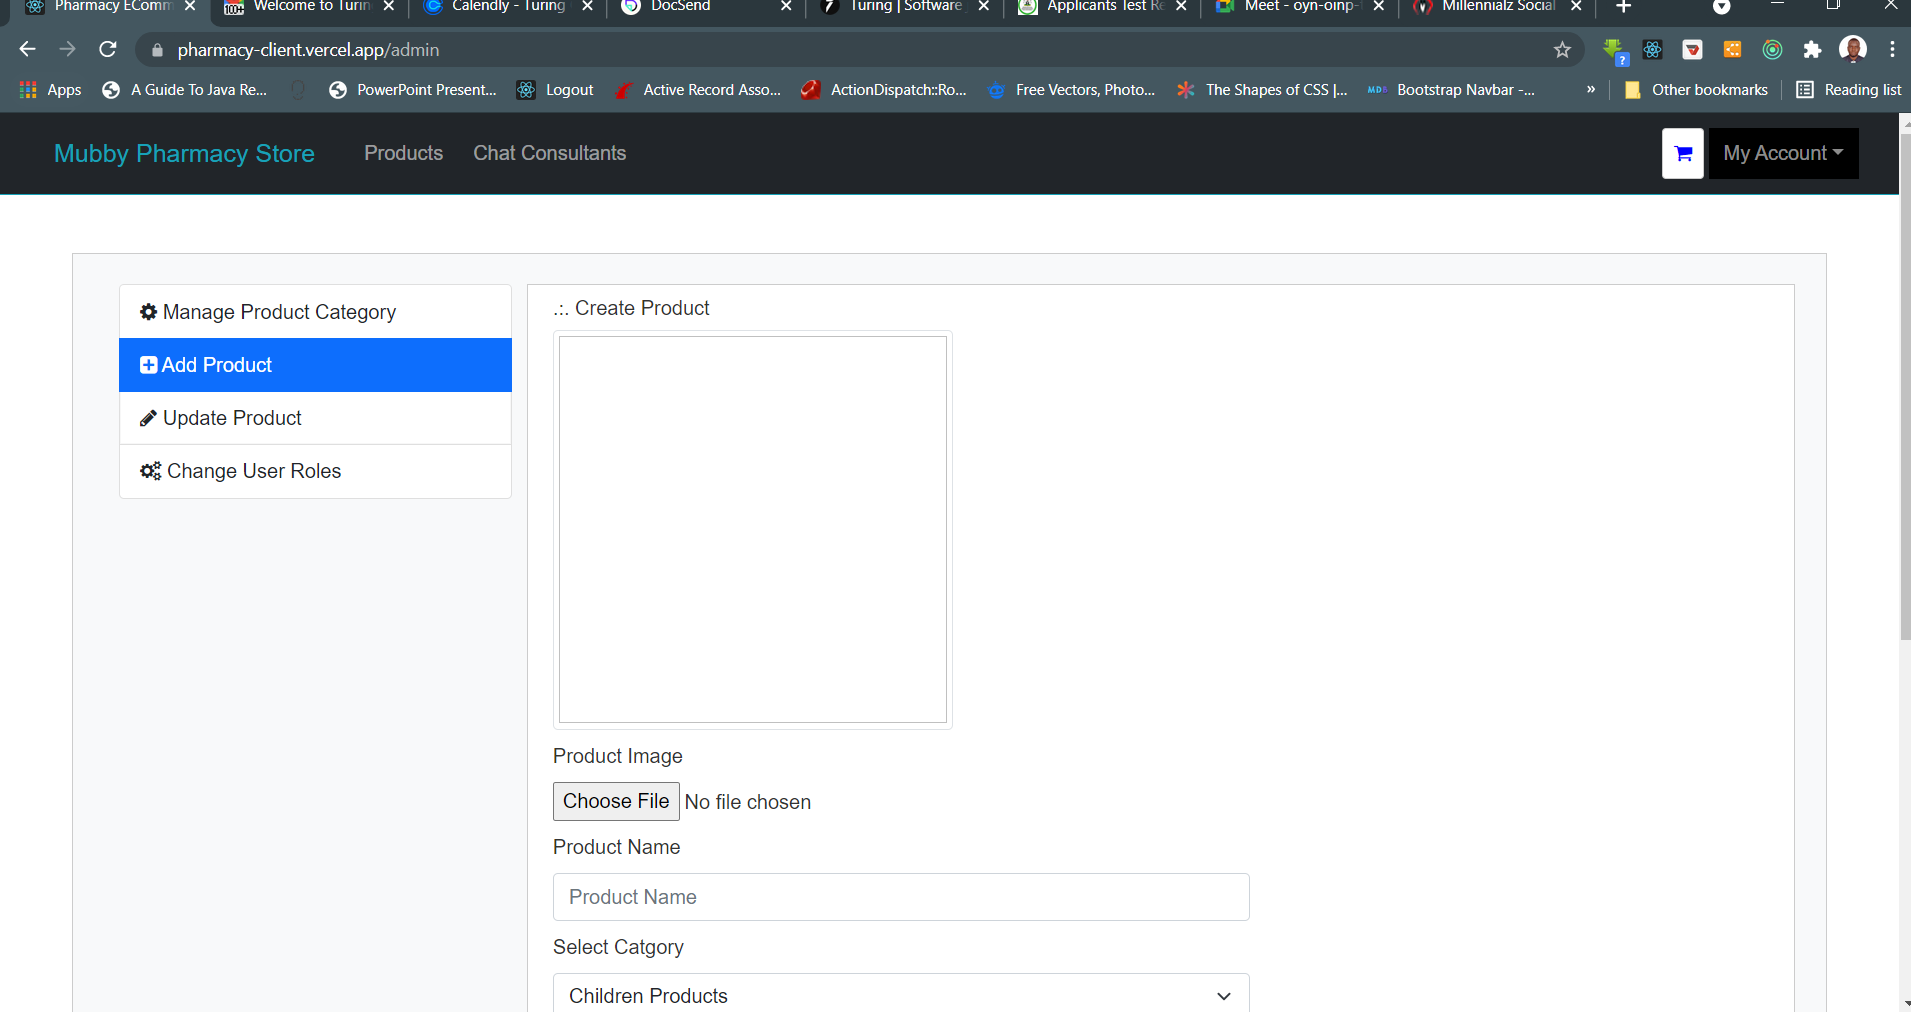 Pharmacy EComm Welcome to Turin Calendly - Turing DocSend Turing | Software Applicants Test Re Meet - oyn-oinp- Millennialz Social
pharmacy-client.vercel.app/admin
Apps A Guide To Java Re... PowerPoint Present... Logout Active Record Asso... ActionDispatch::Ro... Free Vectors, Photo... The Shapes of CSS |... Bootstrap Navbar -... » Other bookmarks Reading list
Mubby Pharmacy Store Products Chat Consultants My Account
Manage Product Category
Add Product
Update Product
Change User Roles
.:. Create Product
Product Image
Choose File No file chosen
Product Name
Product Name
Select Catgory
Children Products